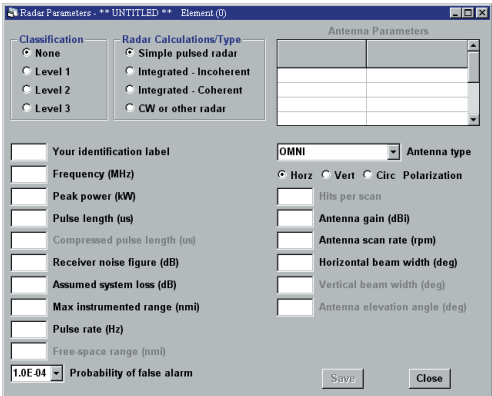 Radar Parameters - ** UNTITLED ** Element (0)
Classification
None
Level 1
Level 2
Level 3
Radar Calculations/Type
Simple pulsed radar
Integrated - Incoherent
Integrated - Coherent
CW or other radar
Antenna Parameters
Your identification label
Frequency (MHz)
Peak power (kW)
Pulse length (us)
Compressed pulse length (us)
Receiver noise figure (dB)
Assumed system loss (dB)
Max instrumented range (nmi)
Pulse rate (Hz)
Free-space range (nmi)
1.0E-04 Probability of false alarm
OMNI Antenna type
Horz Vert Circ Polarization
Hits per scan
Antenna gain (dBi)
Antenna scan rate (rpm)
Horizontal beam width (deg)
Vertical beam width (deg)
Antenna elevation angle (deg)
Save Close